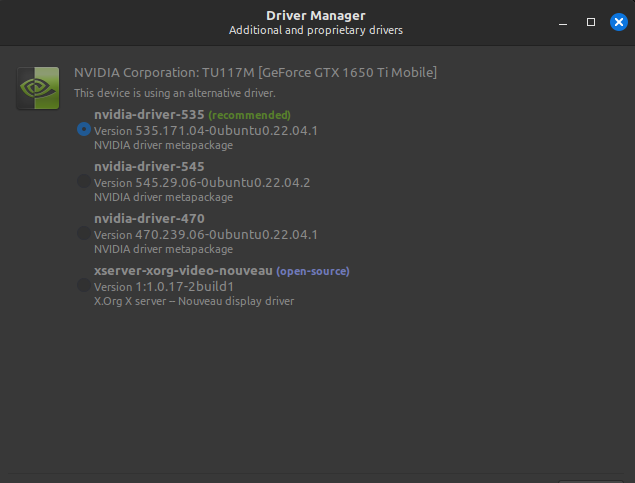 Driver Manager
Additional and proprietary drivers
NVIDIA Corporation: TU117M [GeForce GTX 1650 Ti Mobile]
This device is using an alternative driver.
nvidia-driver-535 (recommended)
Version 535.171.04-0ubuntu0.22.04.1
NVIDIA driver metapackage
nvidia-driver-545
Version 545.29.06-0ubuntu0.22.04.2
NVIDIA driver metapackage
nvidia-driver-470
Version 470.239.06-0ubuntu0.22.04.1
NVIDIA driver metapackage
xserver-xorg-video-nouveau (open-source)
Version 1:1.0.17-2build1
X.Org X server – Nouveau display driver